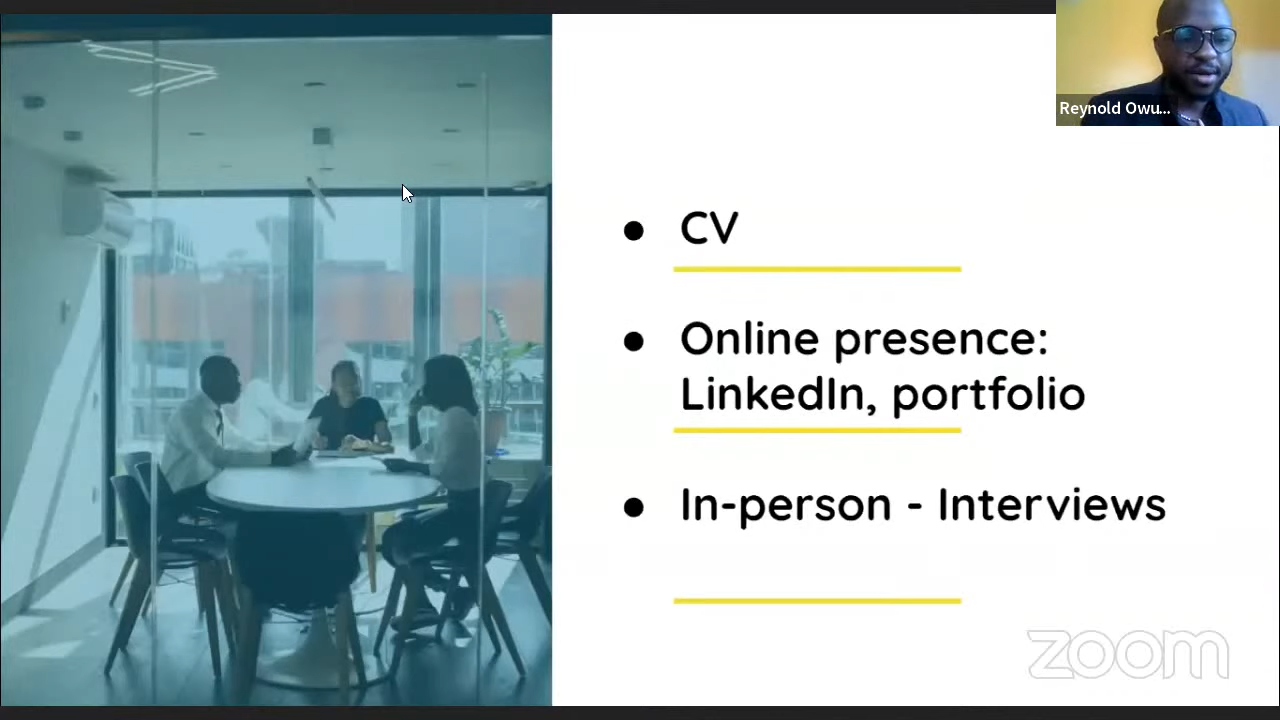 Reynold Owu...
● CV
● Online presence:
LinkedIn, portfolio
● In-person - Interviews
zoom